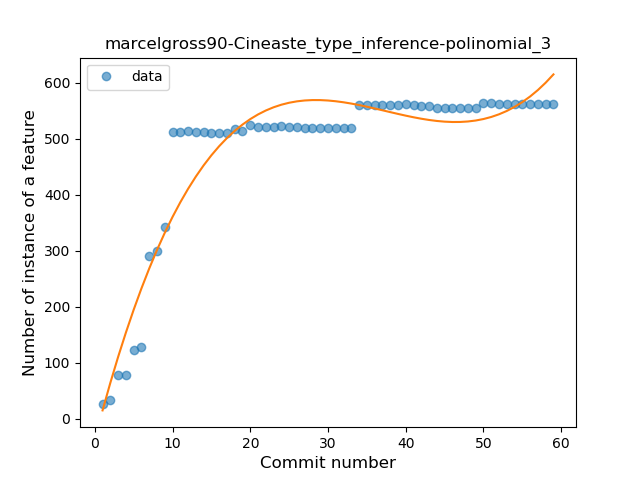 marcelgross90-Cineaste_type_inference-polinomial_3
data
Number of instance of a feature
600
500
400
300
200
100
0
0 10 20 30 40 50 60
Commit number